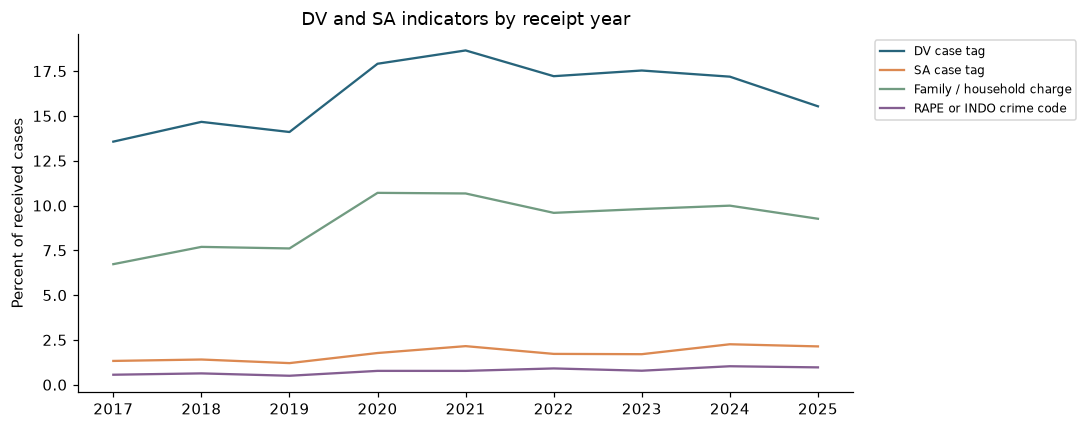 DV and SA indicators by receipt year
DV case tag
SA case tag
Family / household charge
RAPE or INDO crime code
Percent of received cases
17.5
15.0
12.5
10.0
7.5
5.0
2.5
0.0
2017 2018 2019 2020 2021 2022 2023 2024 2025